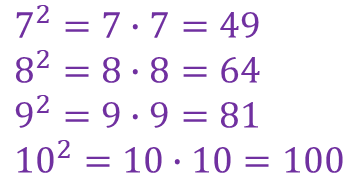 7² = 7 · 7 = 49
8² = 8 · 8 = 64
9² = 9 · 9 = 81
10² = 10 · 10 = 100